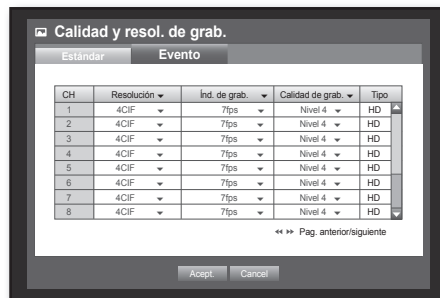 Calidad y resol. de grab.
Estándar Evento
CH Resolución Índ. de grab. Calidad de grab. Tipo
1 4CIF 7fps Nivel 4 HD
2 4CIF 7fps Nivel 4 HD
3 4CIF 7fps Nivel 4 HD
4 4CIF 7fps Nivel 4 HD
5 4CIF 7fps Nivel 4 HD
6 4CIF 7fps Nivel 4 HD
7 4CIF 7fps Nivel 4 HD
8 4CIF 7fps Nivel 4 HD
Pag. anterior/siguiente
Acept. Cancel